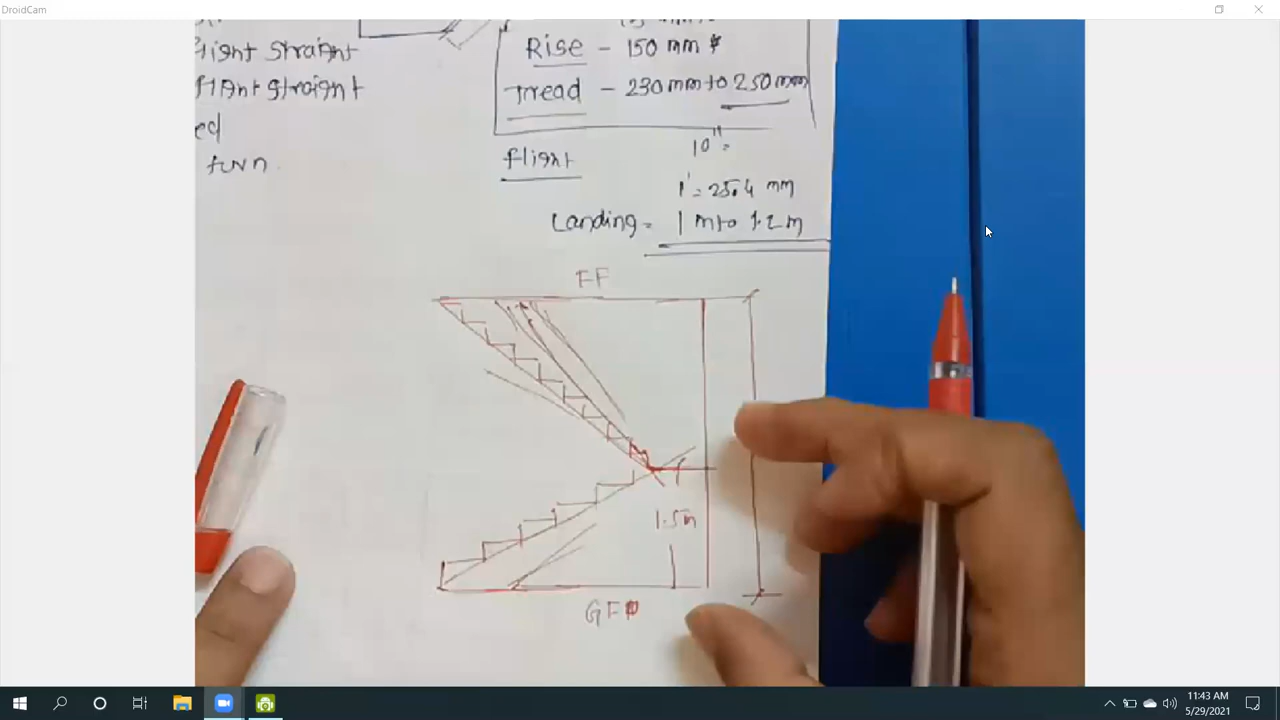 DroidCam
flight straight
flight straight
ed
turn.
Rise - 150 mm
Tread - 230 mm to 250 mm
flight
10" =
1' = 25.4 mm
Landing = 1 m to 1.2 m
FF
1.5m
GF
11:43 AM
5/29/2021